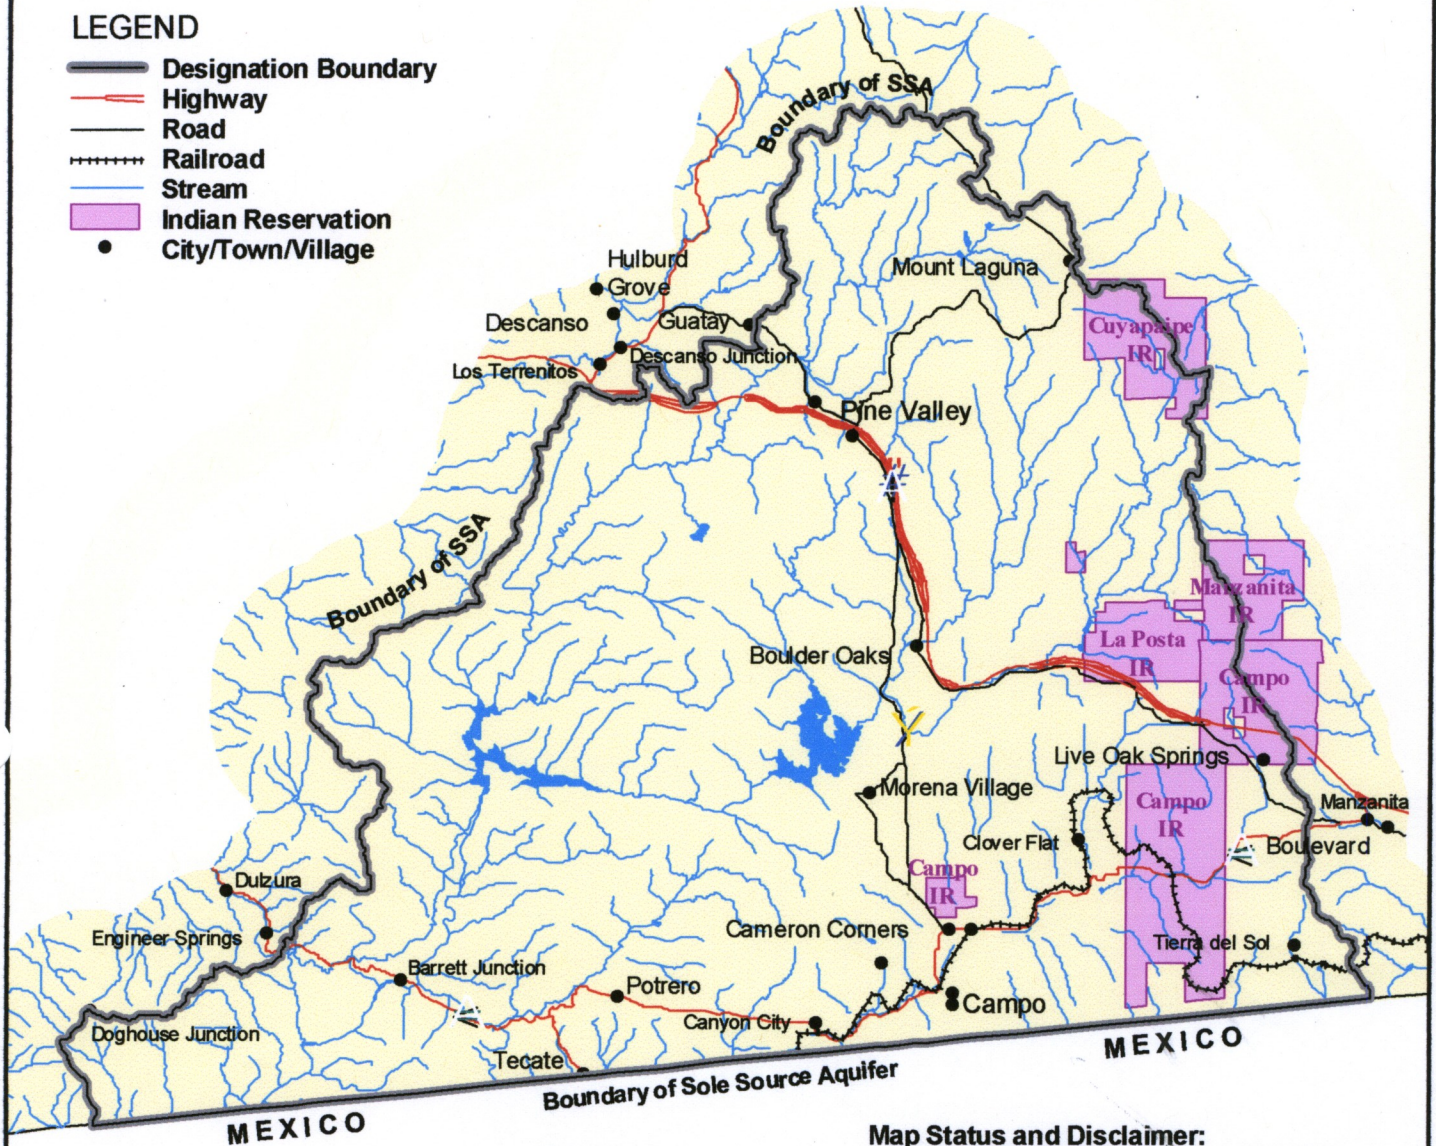 LEGEND
Designation Boundary
Highway
Road
Railroad
Stream
Indian Reservation
City/Town/Village
Boundary of SSA
Hulburd
Grove
Mount Laguna
Descanso
Guatay
Cuyapaipe
IR
Descanso Junction
Los Terrenitos
Pine Valley
Boundary of SSA
Manzanita
IR
La Posta
IR
Boulder Oaks
Campo
IR
Live Oak Springs
Morena Village
Campo
IR
Manzanita
Clover Flat
Boulevard
Campo
IR
Dulzura
Cameron Corners
Engineer Springs
Tierra del Sol
Barrett Junction
Potrero
Campo
Canyon City
Doghouse Junction
Tecate
MEXICO
Boundary of Sole Source Aquifer
MEXICO
Map Status and Disclaimer: